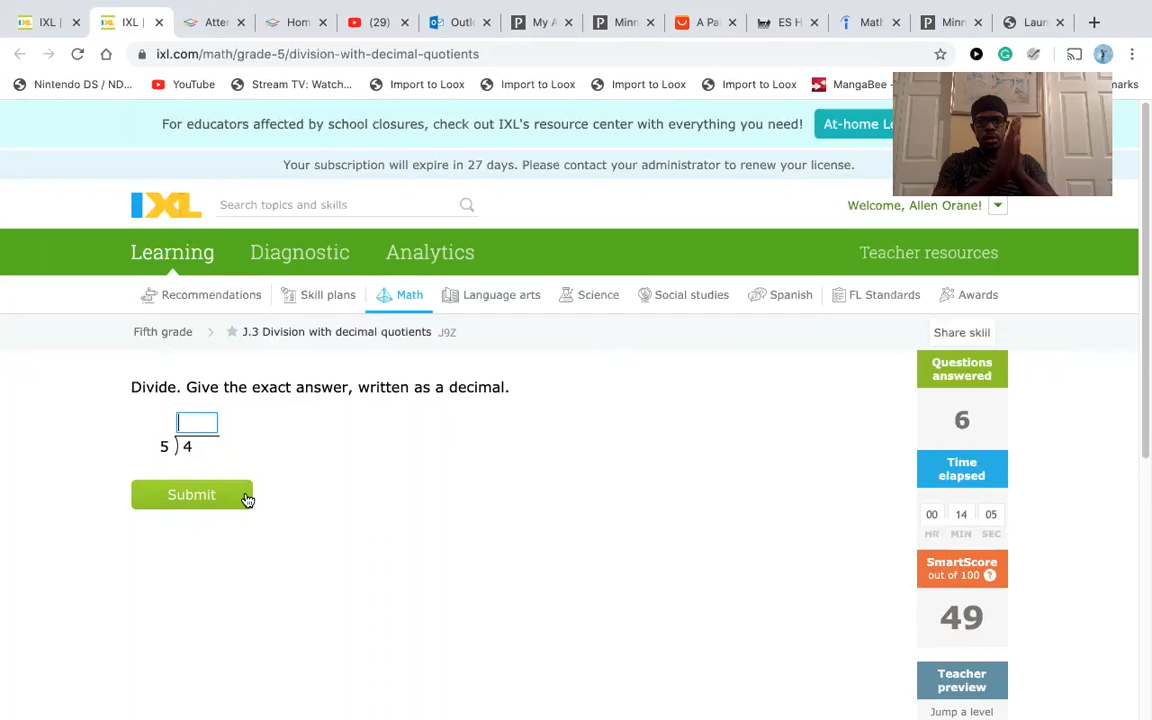 IXL |
IXL |
Atter
Hom
(29)
Outl
My A
Minn
A Pai
ES H
Math
Minn
Laun
ixl.com/math/grade-5/division-with-decimal-quotients
Nintendo DS / ND...
YouTube
Stream TV: Watch...
Import to Loox
Import to Loox
Import to Loox
Import to Loox
MangaBee -
marks
For educators affected by school closures, check out IXL's resource center with everything you need!
At-home Le
Your subscription will expire in 27 days. Please contact your administrator to renew your license.
IXL
Search topics and skills
Welcome, Allen Orane!
Learning
Diagnostic
Analytics
Teacher resources
Recommendations
Skill plans
Math
Language arts
Science
Social studies
Spanish
FL Standards
Awards
Fifth grade
J.3 Division with decimal quotients J9Z
Share skill
Divide. Give the exact answer, written as a decimal.
5 ) 4
Submit
Questions
answered
6
Time
elapsed
00 14 05
HR MIN SEC
SmartScore
out of 100 ?
49
Teacher
preview
Jump a level